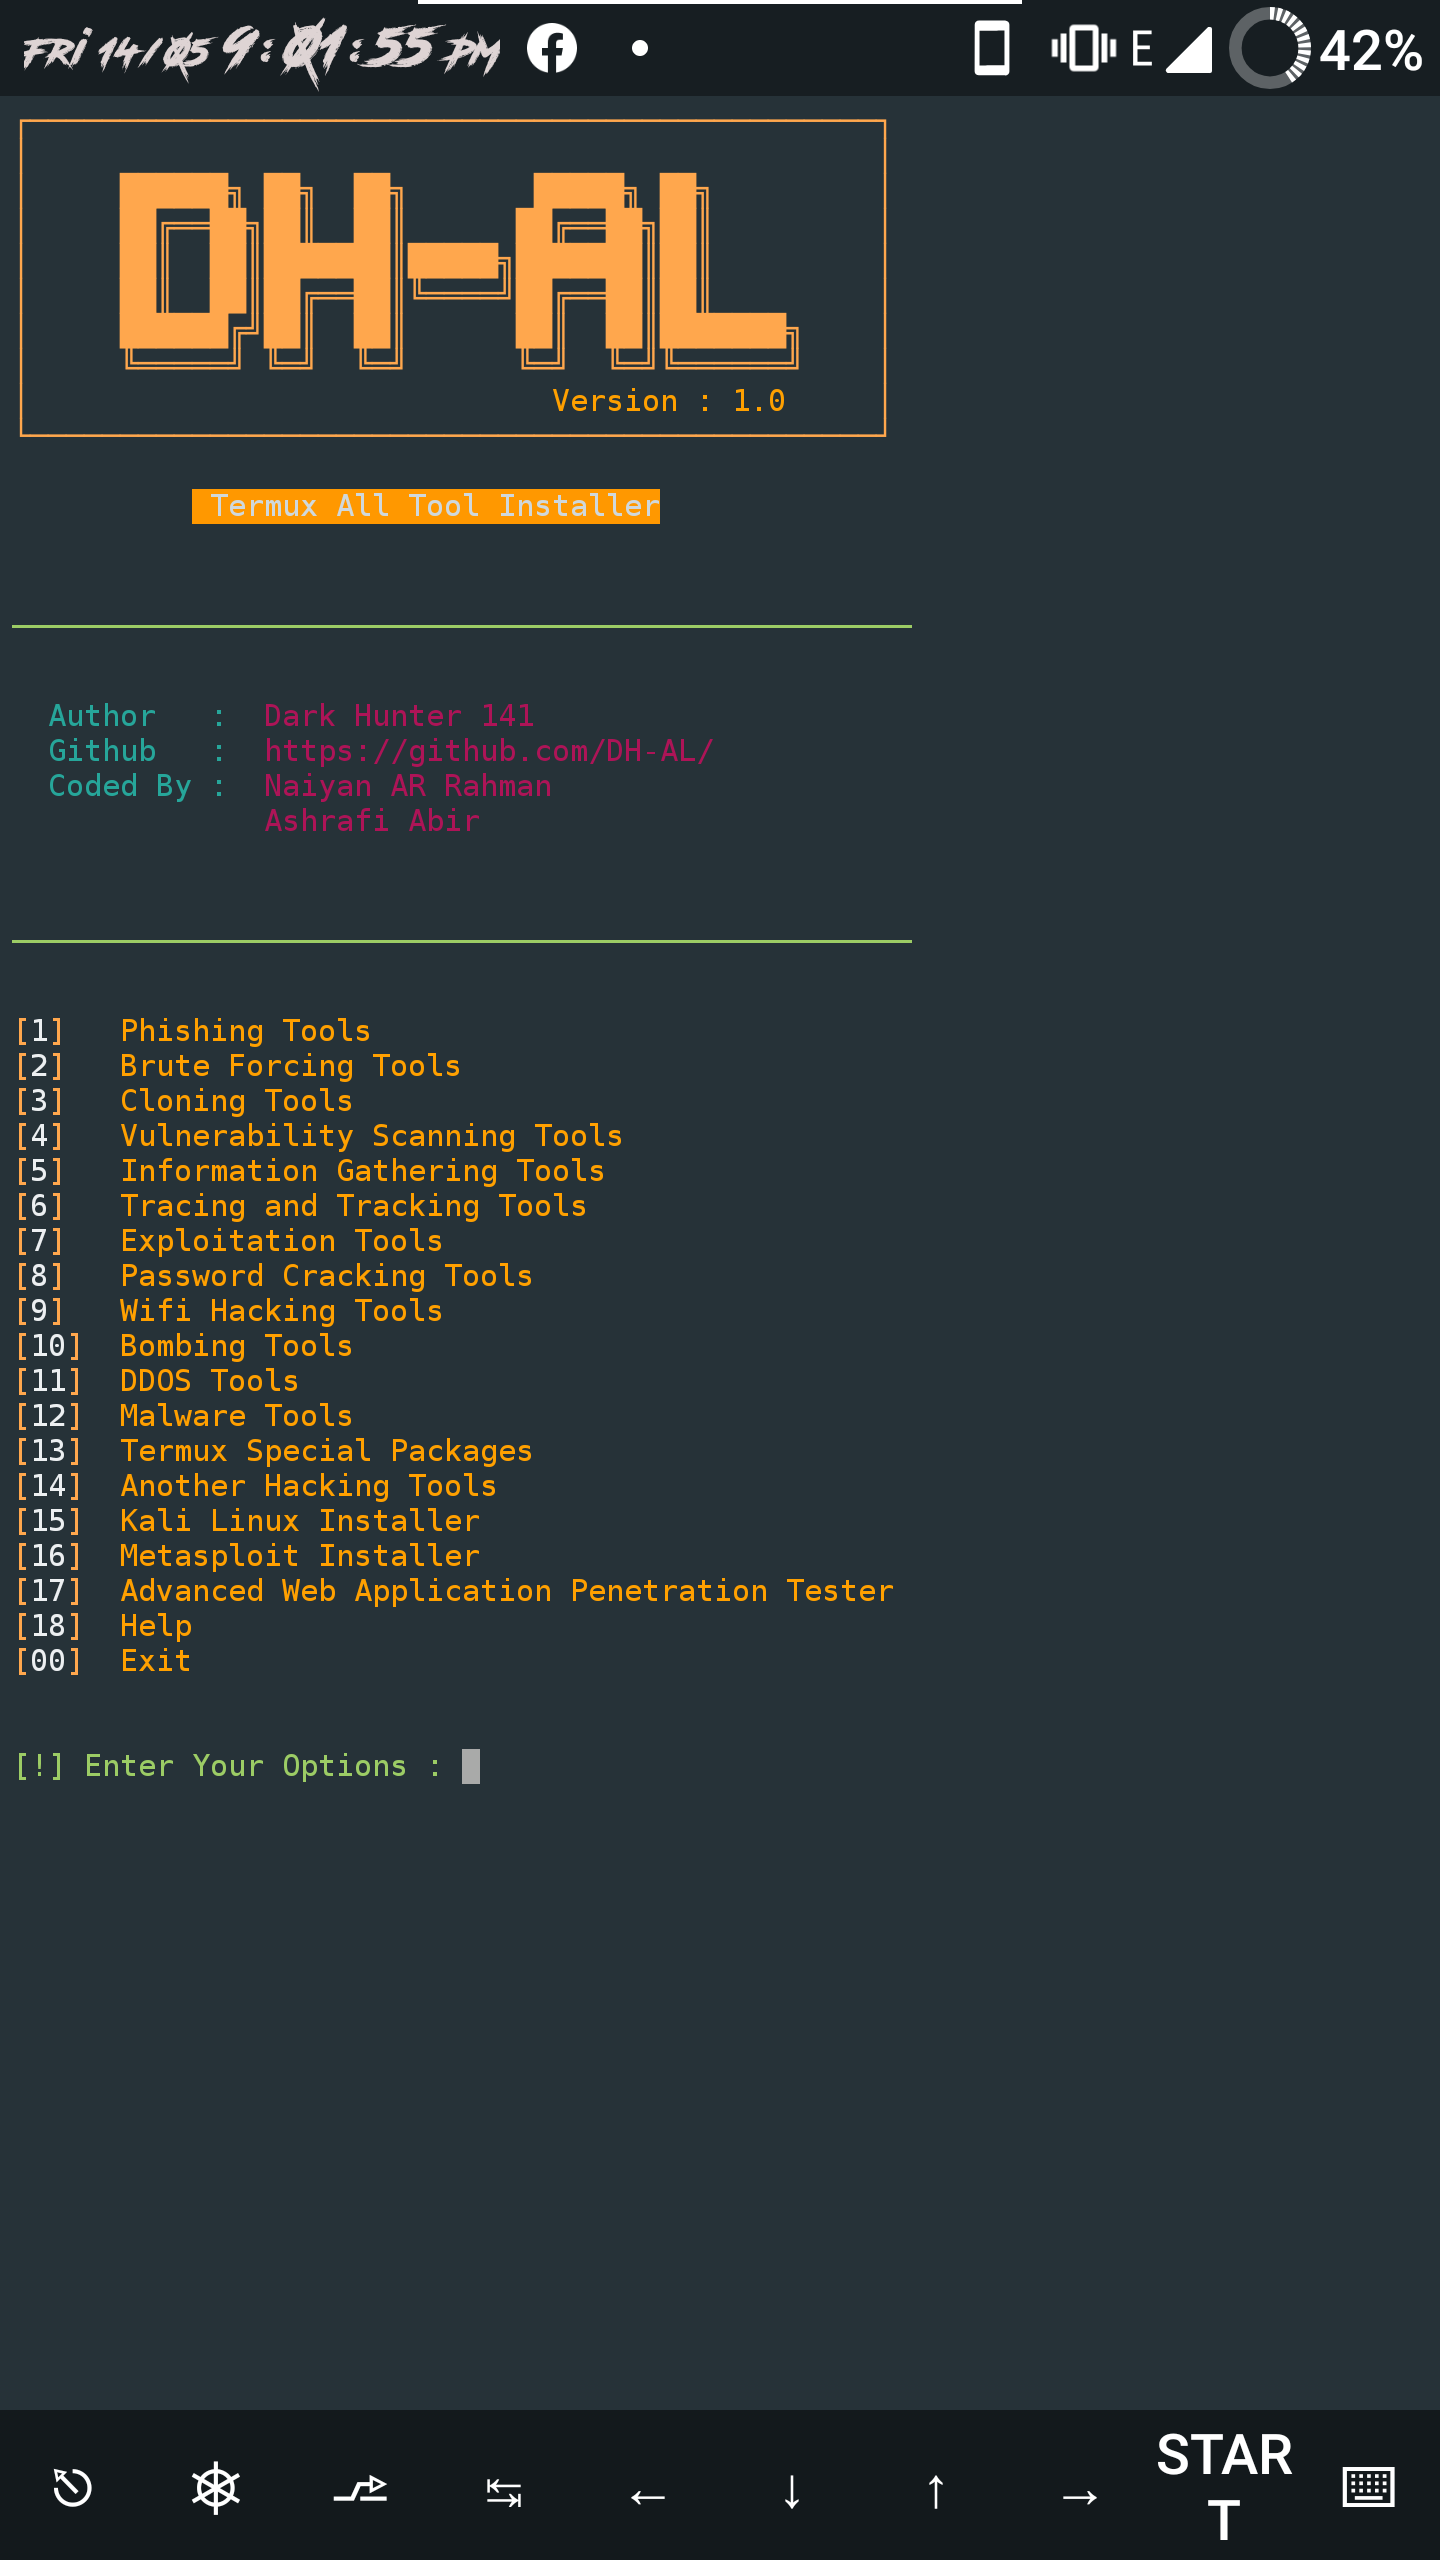 Fri 14/05 9:01:55 PM E 42%
DH-AL
Version : 1.0
Termux All Tool Installer
Author : Dark Hunter 141
Github : https://github.com/DH-AL/
Coded By : Naiyan AR Rahman
Ashrafi Abir
[1] Phishing Tools
[2] Brute Forcing Tools
[3] Cloning Tools
[4] Vulnerability Scanning Tools
[5] Information Gathering Tools
[6] Tracing and Tracking Tools
[7] Exploitation Tools
[8] Password Cracking Tools
[9] Wifi Hacking Tools
[10] Bombing Tools
[11] DDOS Tools
[12] Malware Tools
[13] Termux Special Packages
[14] Another Hacking Tools
[15] Kali Linux Installer
[16] Metasploit Installer
[17] Advanced Web Application Penetration Tester
[18] Help
[00] Exit
[!] Enter Your Options :
STAR
T